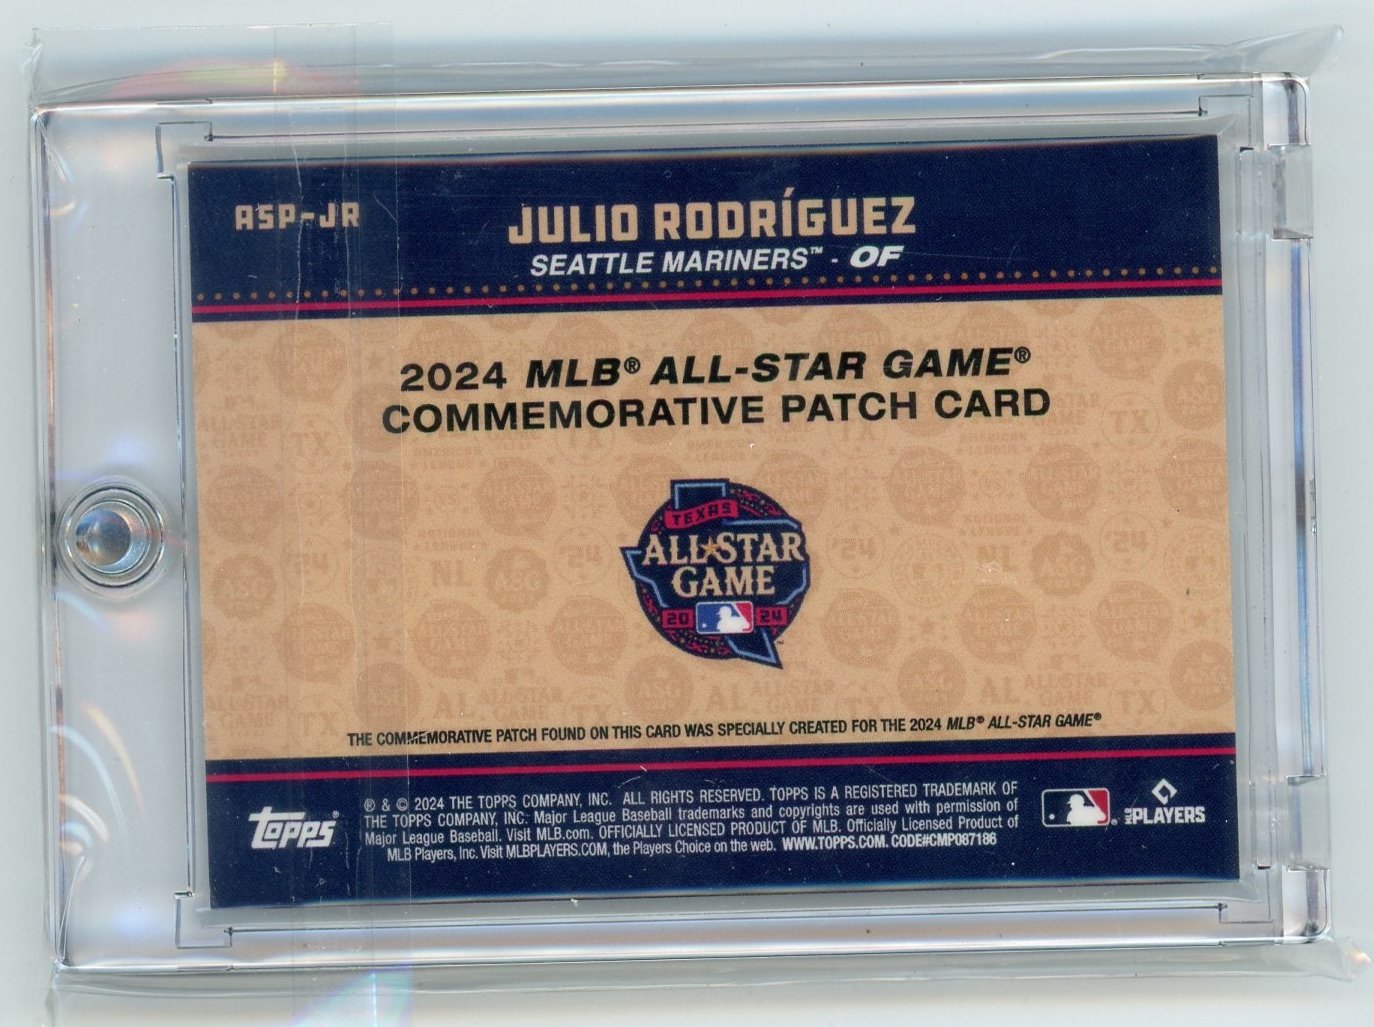 ASP-JR
JULIO RODRÍGUEZ
SEATTLE MARINERS™ - OF
2024 MLB® ALL-STAR GAME®
COMMEMORATIVE PATCH CARD
TEXAS
ALL★STAR
GAME
20 24
THE COMMEMORATIVE PATCH FOUND ON THIS CARD WAS SPECIALLY CREATED FOR THE 2024 MLB® ALL-STAR GAME®
topps®
® & © 2024 THE TOPPS COMPANY, INC. ALL RIGHTS RESERVED. TOPPS IS A REGISTERED TRADEMARK OF
THE TOPPS COMPANY, INC. Major League Baseball trademarks and copyrights are used with permission of
Major League Baseball. Visit MLB.com. OFFICIALLY LICENSED PRODUCT OF MLB. Officially Licensed Product of
MLB Players, Inc. Visit MLBPLAYERS.COM, the Players Choice on the web. WWW.TOPPS.COM. CODE#CMP087186
MLB PLAYERS